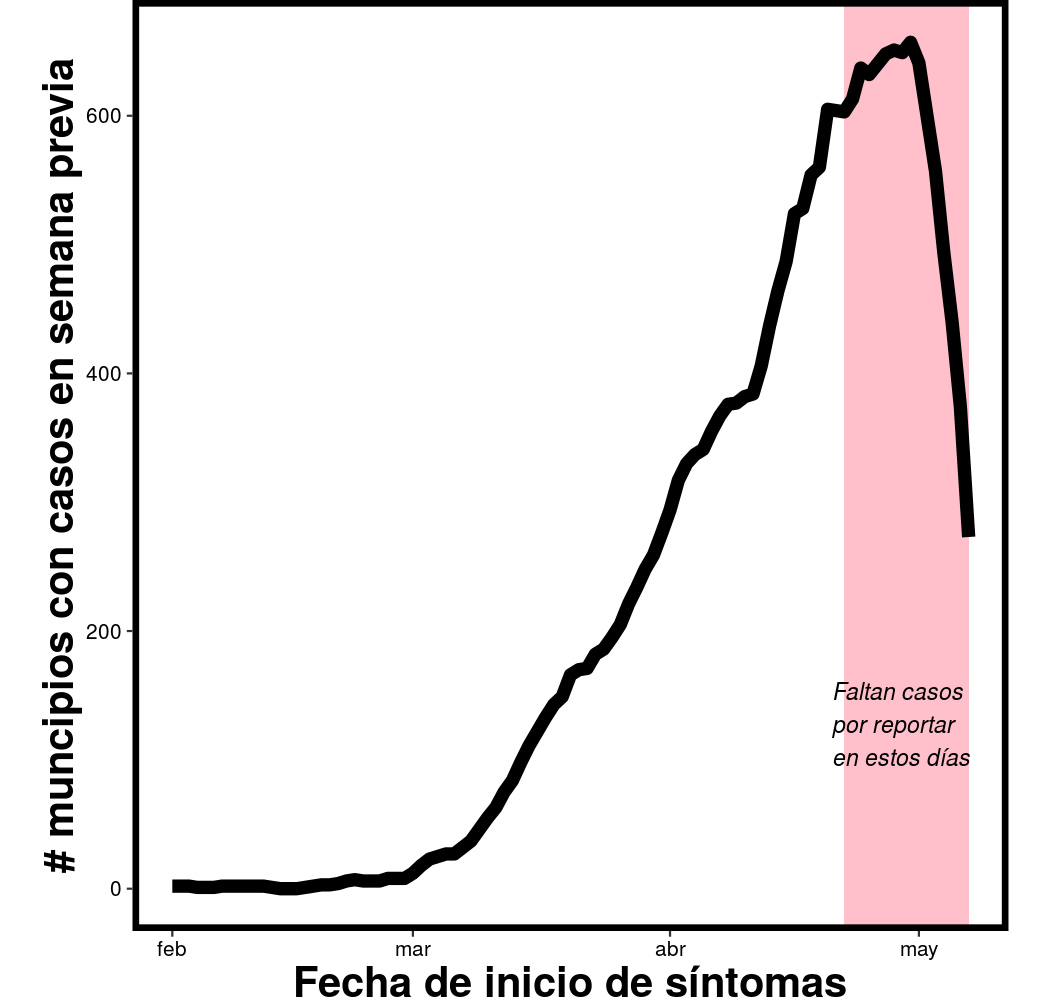 # muncipios con casos en semana previa
600
400
200
0
Faltan casos
por reportar
en estos días
feb mar abr may
Fecha de inicio de síntomas